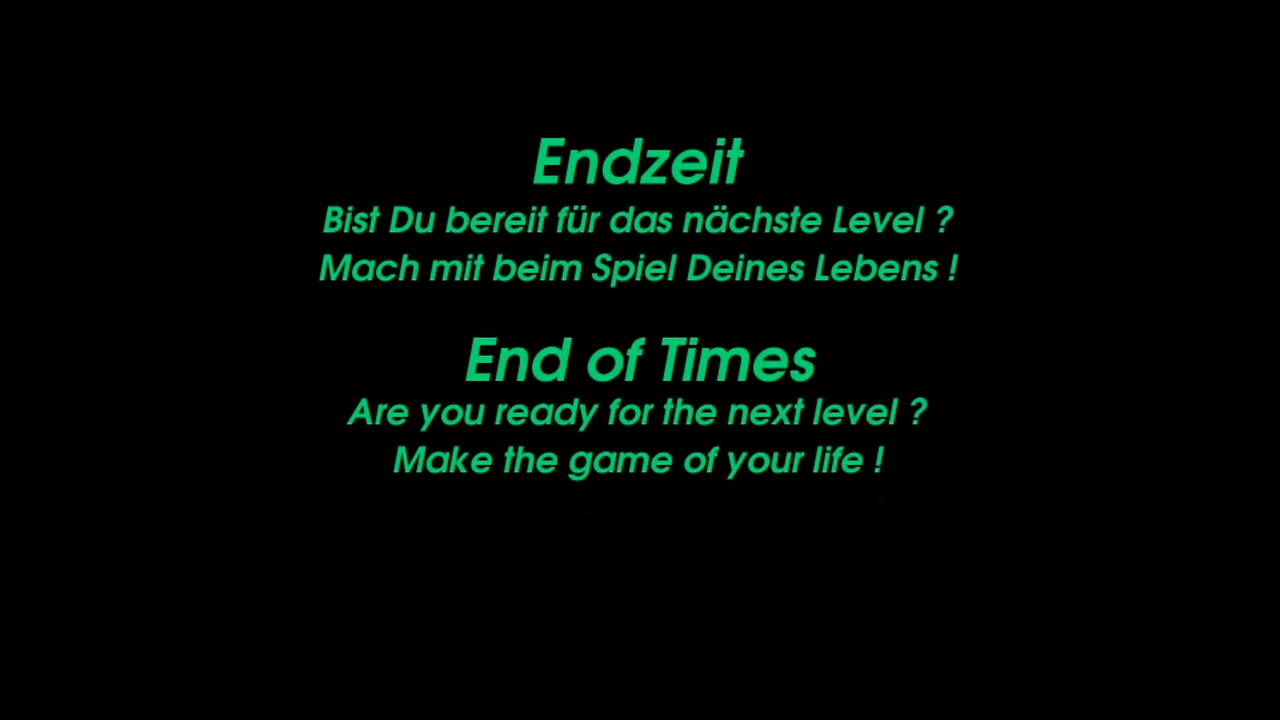 Endzeit
Bist Du bereit für das nächste Level ?
Mach mit beim Spiel Deines Lebens !
End of Times
Are you ready for the next level ?
Make the game of your life !